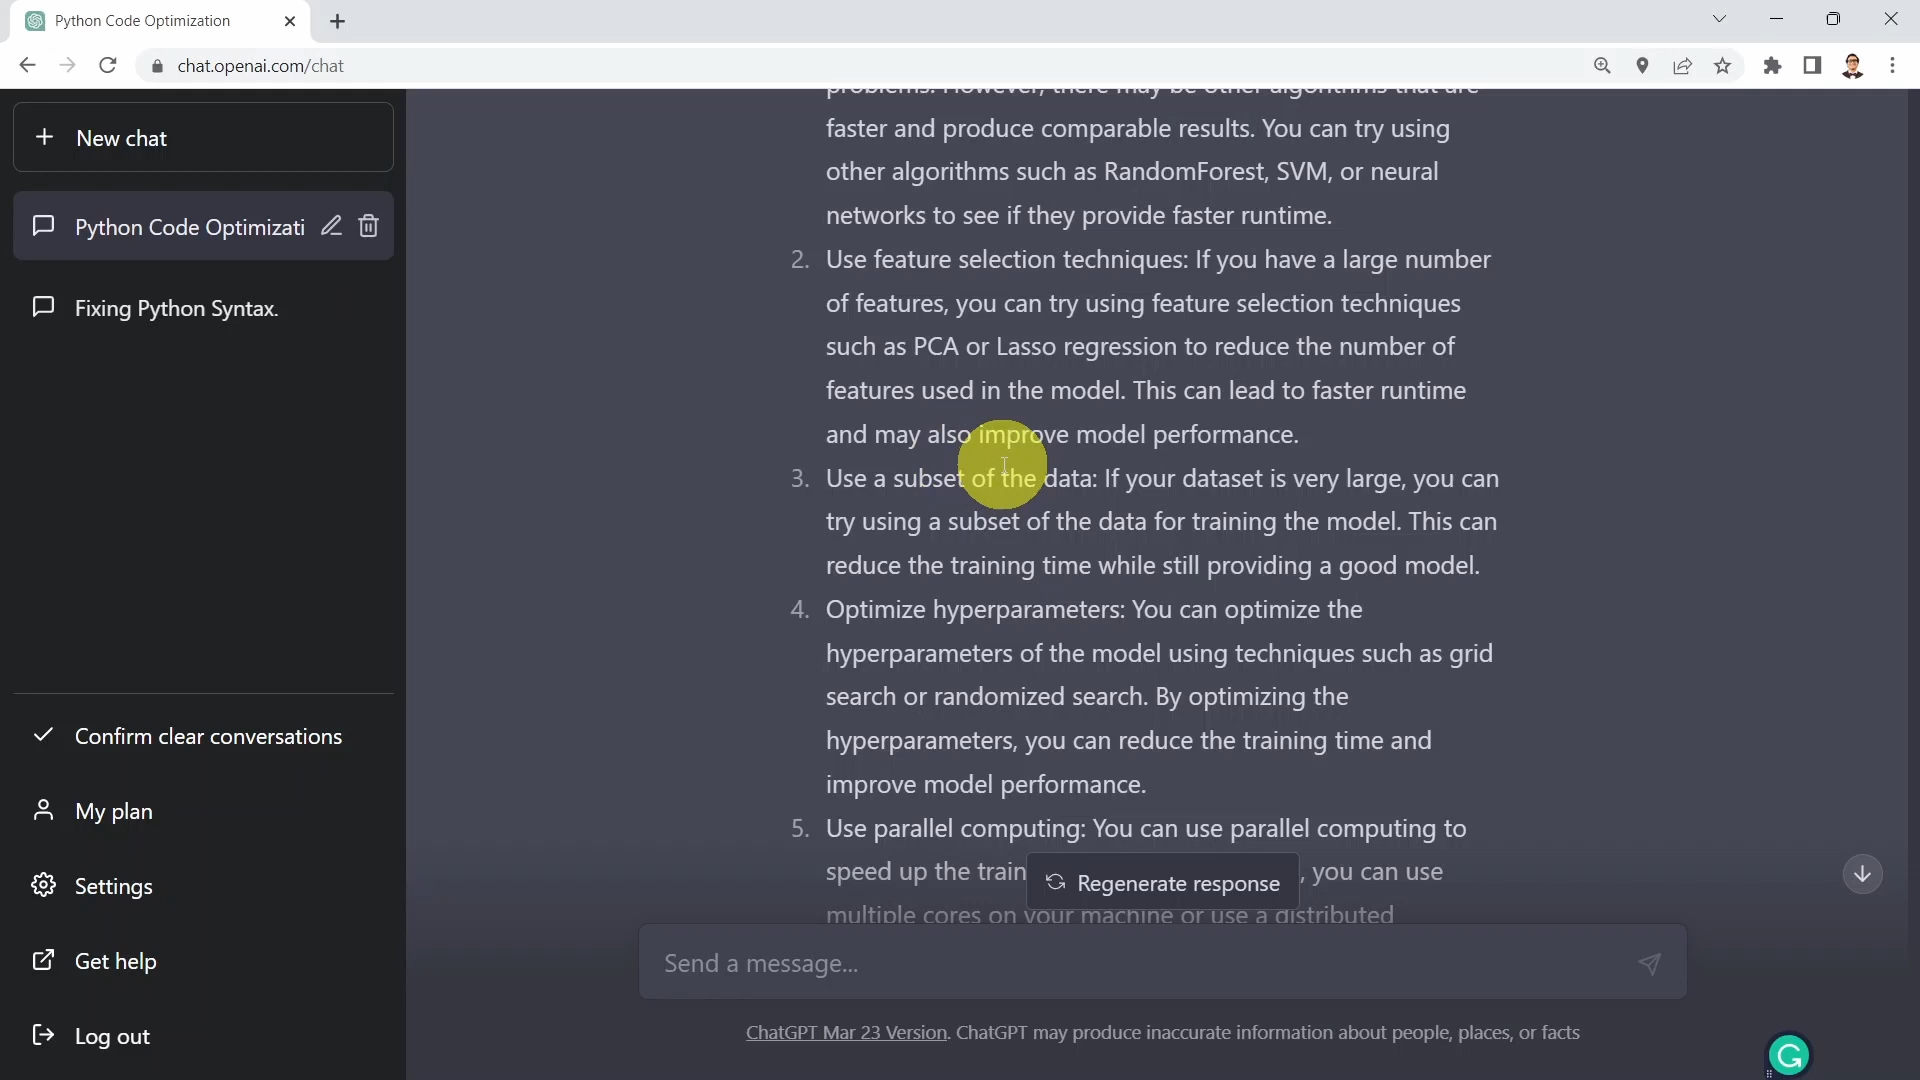 Python Code Optimization
chat.openai.com/chat
New chat
Python Code Optimizati
Fixing Python Syntax.
Confirm clear conversations
My plan
Settings
Get help
Log out
problems. However, there may be other algorithms that are
faster and produce comparable results. You can try using
other algorithms such as RandomForest, SVM, or neural
networks to see if they provide faster runtime.
2. Use feature selection techniques: If you have a large number
of features, you can try using feature selection techniques
such as PCA or Lasso regression to reduce the number of
features used in the model. This can lead to faster runtime
and may also improve model performance.
3. Use a subset of the data: If your dataset is very large, you can
try using a subset of the data for training the model. This can
reduce the training time while still providing a good model.
4. Optimize hyperparameters: You can optimize the
hyperparameters of the model using techniques such as grid
search or randomized search. By optimizing the
hyperparameters, you can reduce the training time and
improve model performance.
5. Use parallel computing: You can use parallel computing to
speed up the train , you can use
Regenerate response
multiple cores on your machine or use a distributed
Send a message...
ChatGPT Mar 23 Version. ChatGPT may produce inaccurate information about people, places, or facts